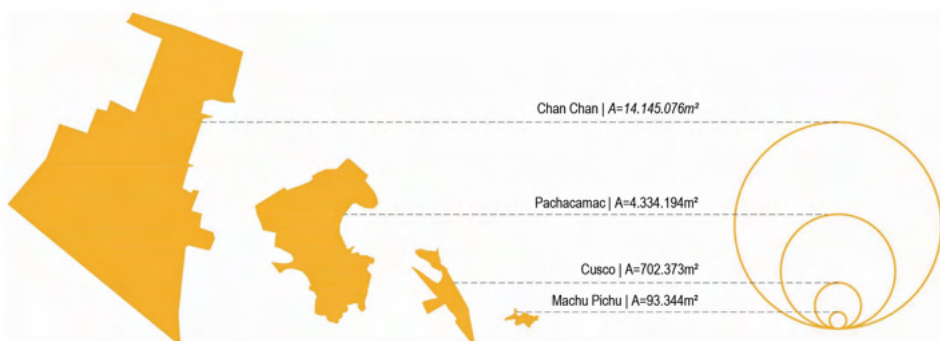 Chan Chan | A=14.145.076m²
Pachacamac | A=4.334.194m²
Cusco | A=702.373m²
Machu Pichu | A=93.344m²